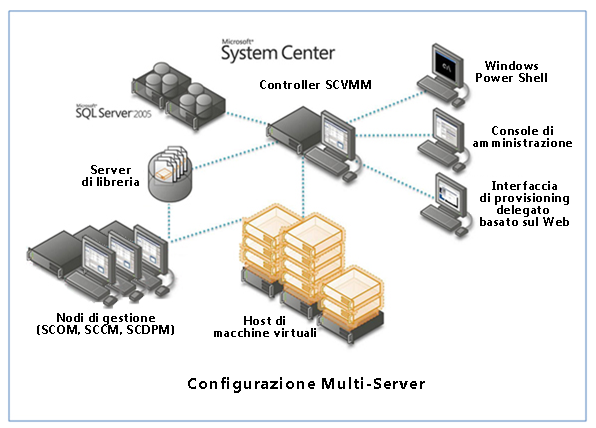 Microsoft
System Center
Controller SCVMM
Windows
Power Shell
Microsoft
SQL Server 2005
Console di
amministrazione
Server
di libreria
Interfaccia
di provisioning
delegato
basato sul Web
Nodi di gestione
(SCOM, SCCM, SCDPM)
Host di
macchine virtuali
Configurazione Multi-Server